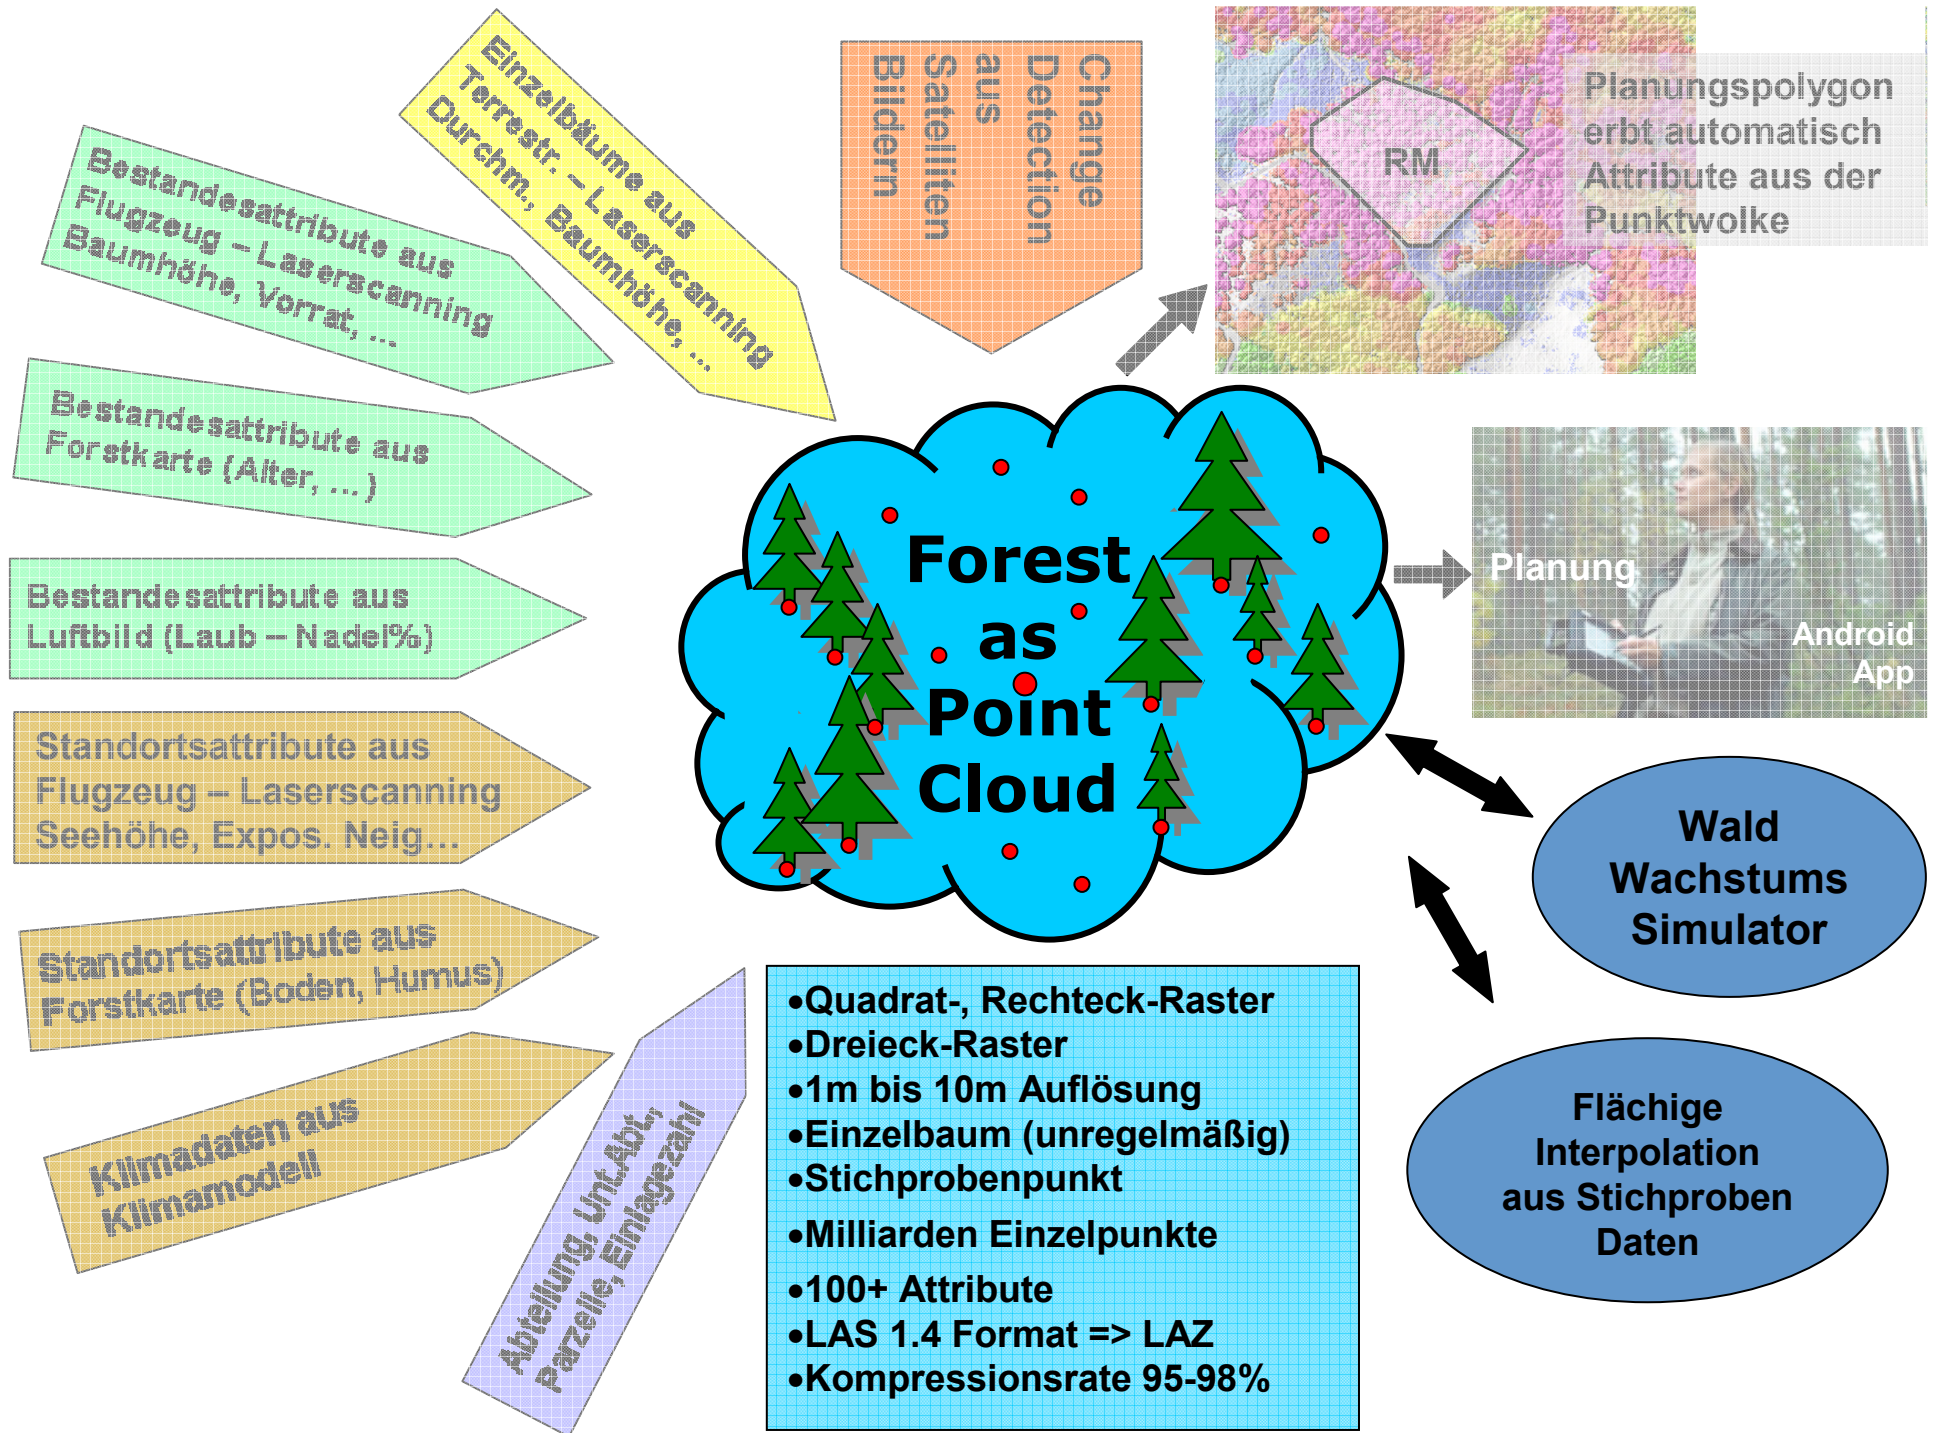 Einzelbäume aus
Terrestr. – Laserscanning
Durchm., Baumhöhe, ...
Change
Detection
aus
Satelliten
Bildern
RM
Planungspolygon
erbt automatisch
Attribute aus der
Punktwolke
Bestandesattribute aus
Flugzeug – Laserscanning
Baumhöhe, Vorrat, ...
Bestandesattribute aus
Forstkarte (Alter, ...)
Bestandesattribute aus
Luftbild (Laub – Nadel%)
Standortsattribute aus
Flugzeug – Laserscanning
Seehöhe, Expos. Neig...
Standortsattribute aus
Forstkarte (Boden, Humus)
Klimadaten aus
Klimamodell
Abteilung, Unt.Abt.,
Parzelle, Einlagezahl
Forest
as
Point
Cloud
Planung
Android
App
Wald
Wachstums
Simulator
Flächige
Interpolation
aus Stichproben
Daten
•Quadrat-, Rechteck-Raster
•Dreieck-Raster
•1m bis 10m Auflösung
•Einzelbaum (unregelmäßig)
•Stichprobenpunkt
•Milliarden Einzelpunkte
•100+ Attribute
•LAS 1.4 Format => LAZ
•Kompressionsrate 95-98%